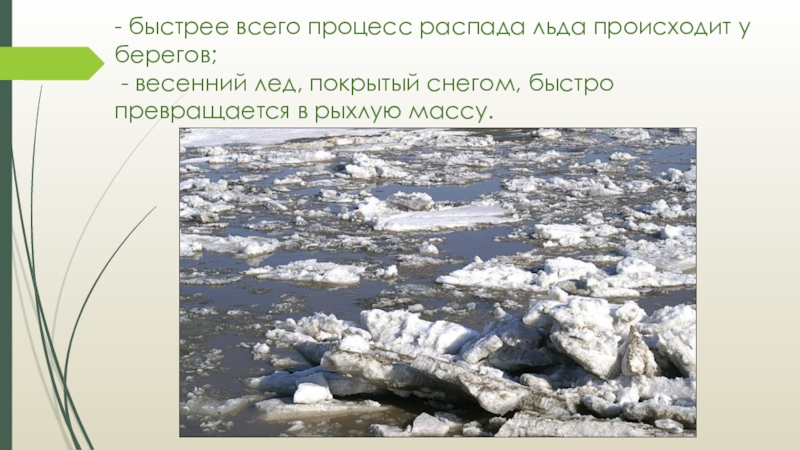 - быстрее всего процесс распада льда происходит у
берегов;
- весенний лед, покрытый снегом, быстро
превращается в рыхлую массу.